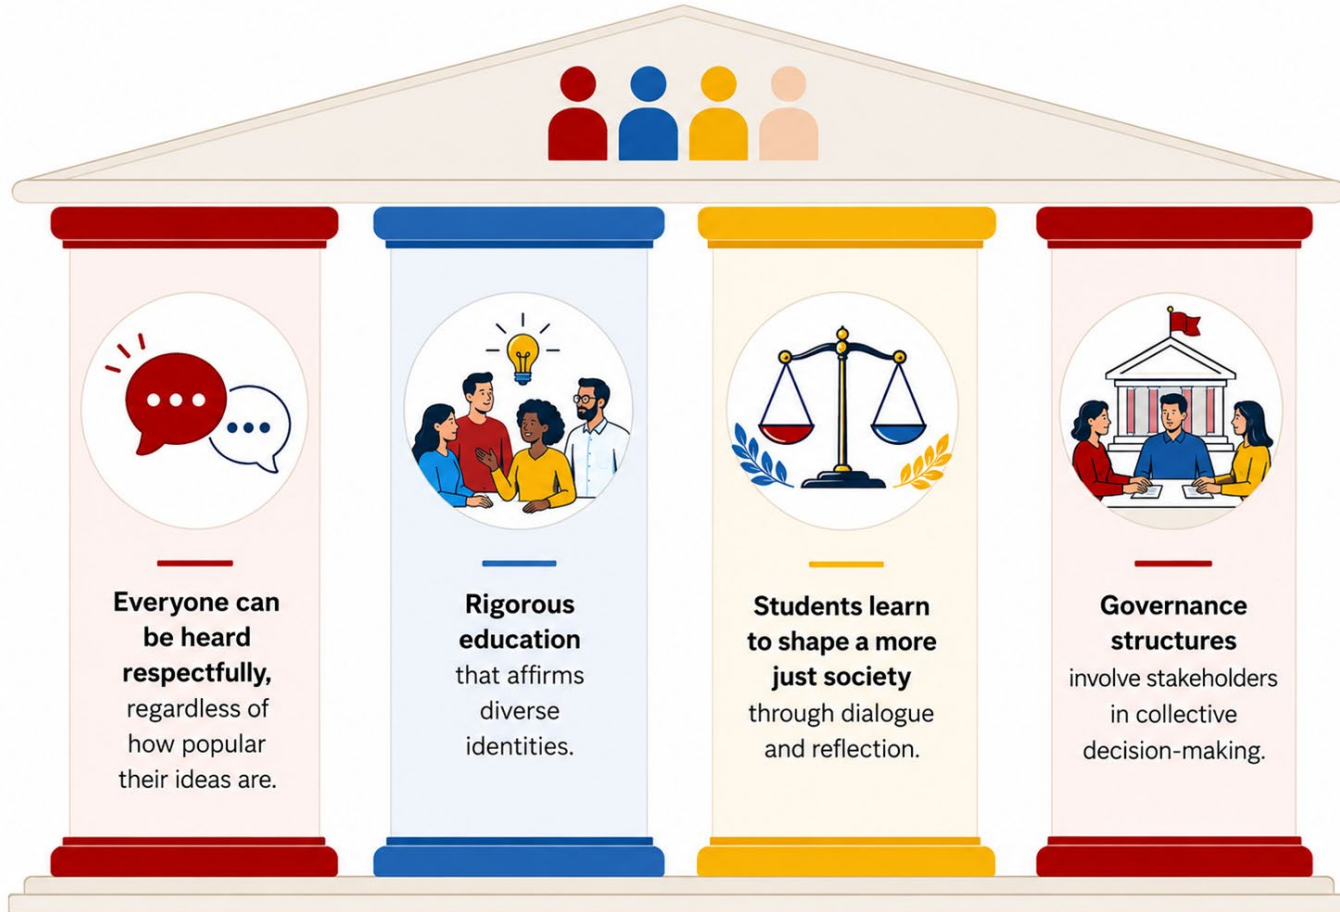 Everyone can
be heard
respectfully,
regardless of
how popular
their ideas are.
Rigorous
education
that affirms
diverse
identities.
Students learn
to shape a more
just society
through dialogue
and reflection.
Governance
structures
involve stakeholders
in collective
decision-making.